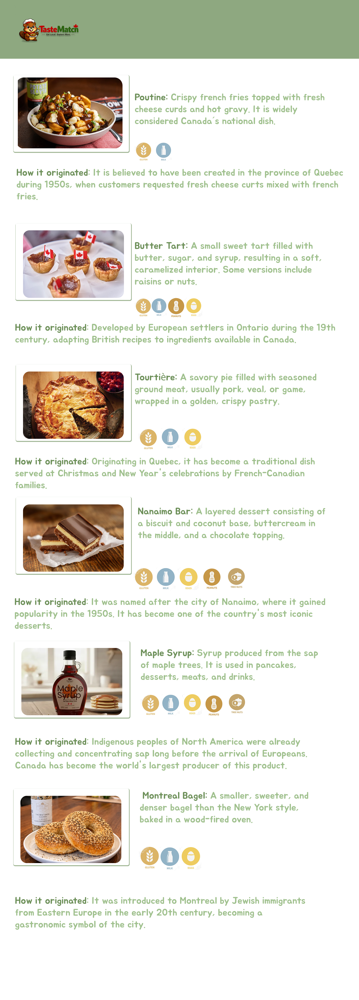 TasteMatch
Eat Local. Explore More.
POTATO
SLAYER
Poutine: Crispy french fries topped with fresh
cheese curds and hot gravy. It is widely
considered Canada´s national dish.
GLUTEN MILK
How it originated: It is believed to have been created in the province of Quebec
during 1950s, when customers requested fresh cheese curts mixed with french
fries.
Butter Tart: A small sweet tart filled with
butter, sugar, and syrup, resulting in a soft,
caramelized interior. Some versions include
raisins or nuts.
GLUTEN MILK PEANUTS EGGS
How it originated: Developed by European settlers in Ontario during the 19th
century, adapting British recipes to ingredients available in Canada.
Tourtière: A savory pie filled with seasoned
ground meat, usually pork, veal, or game,
wrapped in a golden, crispy pastry.
GLUTEN MILK EGGS
How it originated: Originating in Quebec, it has become a traditional dish
served at Christmas and New Year's celebrations by French-Canadian
families.
Nanaimo Bar: A layered dessert consisting of
a biscuit and coconut base, buttercream in
the middle, and a chocolate topping.
GLUTEN MILK EGGS PEANUTS TREE NUTS
How it originated: It was named after the city of Nanaimo, where it gained
popularity in the 1950s. It has become one of the country's most iconic
desserts.
Maple
Syrup
250 ml
Maple Syrup: Syrup produced from the sap
of maple trees. It is used in pancakes,
desserts, meats, and drinks.
GLUTEN MILK EGGS PEANUTS TREE NUTS
How it originated: Indigenous peoples of North America were already
collecting and concentrating sap long before the arrival of Europeans.
Canada has become the world's largest producer of this product.
THE BEST BAGEL
Montreal Bagel: A smaller, sweeter, and
denser bagel than the New York style,
baked in a wood-fired oven.
GLUTEN MILK EGGS
How it originated: It was introduced to Montreal by Jewish immigrants
from Eastern Europe in the early 20th century, becoming a
gastronomic symbol of the city.